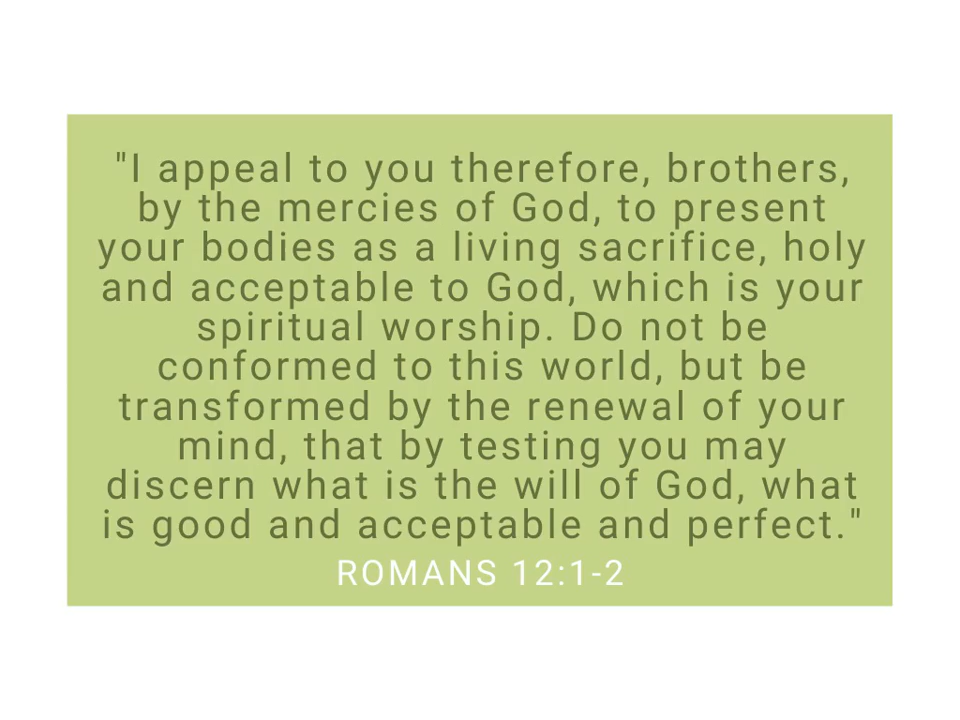 "I appeal to you therefore, brothers,
by the mercies of God, to present
your bodies as a living sacrifice, holy
and acceptable to God, which is your
spiritual worship. Do not be
conformed to this world, but be
transformed by the renewal of your
mind, that by testing you may
discern what is the will of God, what
is good and acceptable and perfect."
ROMANS 12:1-2